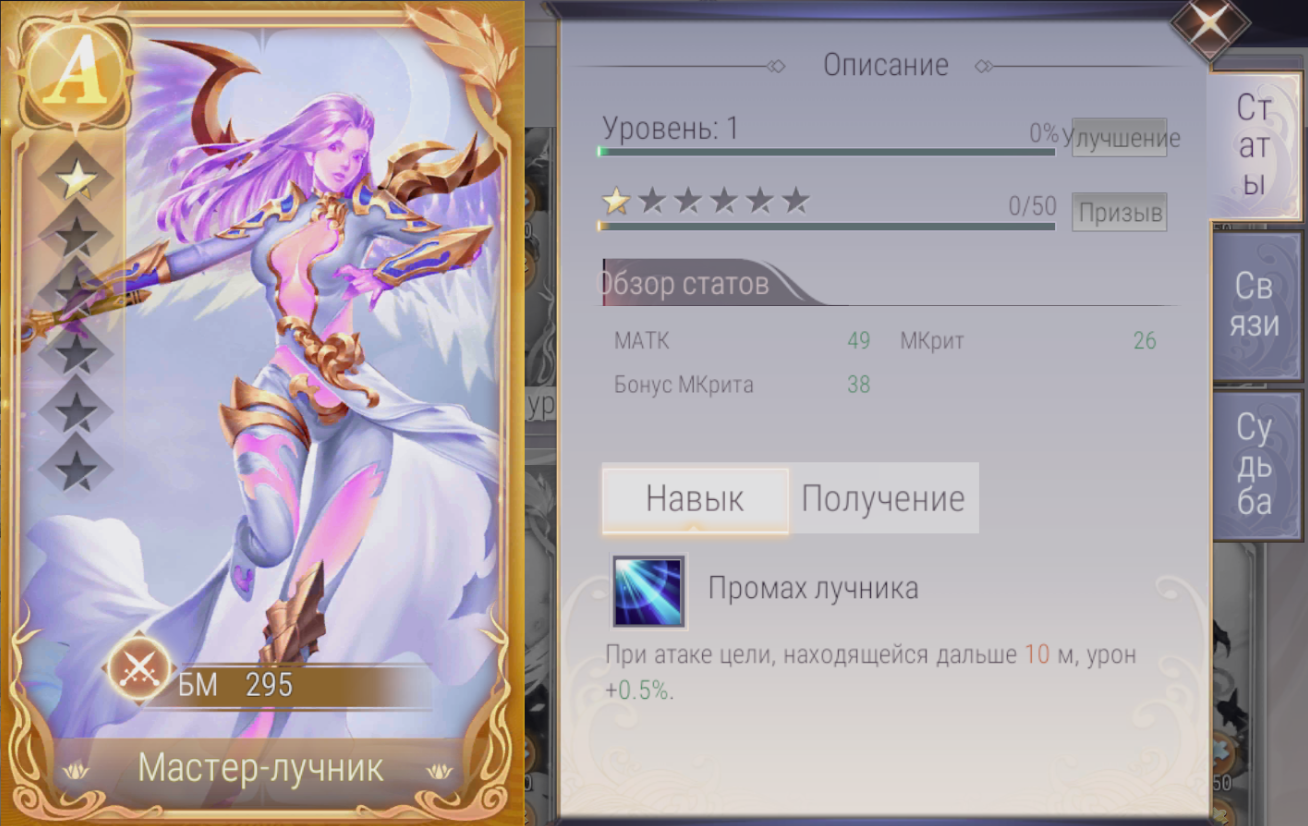 A
БМ 295
Мастер-лучник
Описание
Уровень: 1
0%
Улучшение
0/50
Призыв
Обзор статов
МАТК 49 МКрит 26
Бонус МКрита 38
Навык Получение
Промах лучника
При атаке цели, находящейся дальше 10 м, урон
+0.5%.
Ст
ат
ы
Св
язи
Су
дь
ба
ур
50